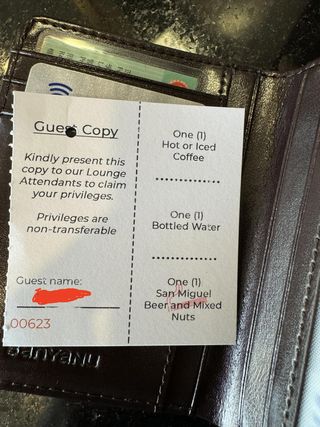 Guest Copy
Kindly present this
copy to our Lounge
Attendants to claim
your privileges.
Privileges are
non-transferable
Guest name:
00623
One (1)
Hot or Iced
Coffee
One (1)
Bottled Water
One (1)
San Miguel
Beer and Mixed
Nuts